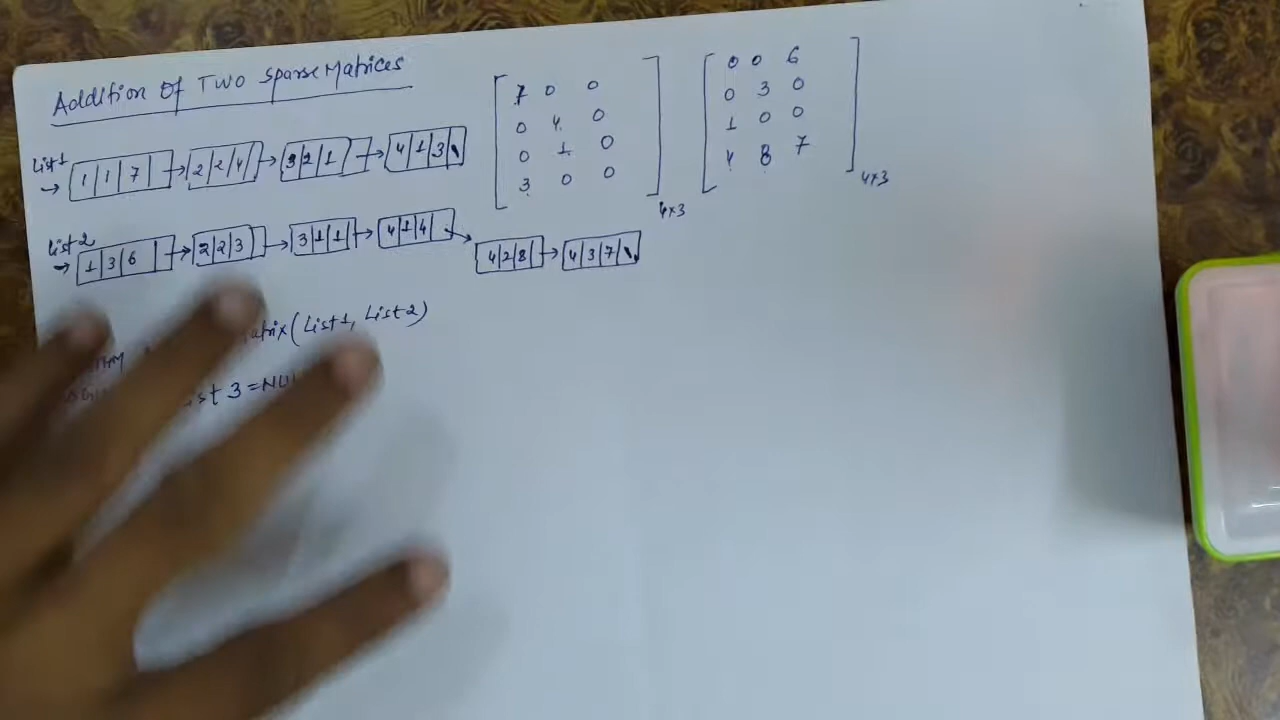 Addition Of Two Sparse Matrices
List1
1 1 7 → 2 2 4 → 3 2 1 → 4 1 3
List2
1 3 6 → 2 2 3 → 3 1 1 → 4 1 4 → 4 2 8 → 4 3 7
7 0 0
0 4 0
0 1 0
3 0 0
4×3
0 0 6
0 3 0
1 0 0
4 8 7
4×3
(List1, List2)
3 =